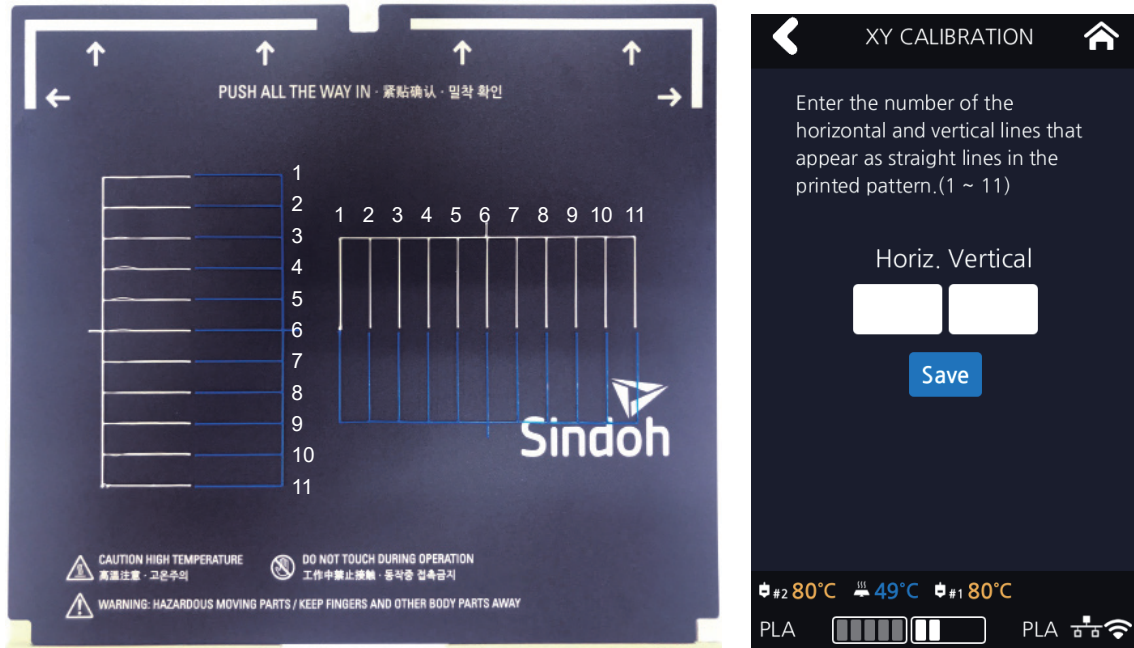 PUSH ALL THE WAY IN · 紧贴确认 · 밀착 확인
1
2
3
4
5
6
7
8
9
10
11
1 2 3 4 5 6 7 8 9 10 11
Sindoh
CAUTION HIGH TEMPERATURE
高温注意 · 고온주의
DO NOT TOUCH DURING OPERATION
工作中禁止接触 · 동작중 접촉금지
WARNING: HAZARDOUS MOVING PARTS / KEEP FINGERS AND OTHER BODY PARTS AWAY
XY CALIBRATION
Enter the number of the
horizontal and vertical lines that
appear as straight lines in the
printed pattern.(1 ~ 11)
Horiz. Vertical
Save
#2 80°C 49°C #1 80°C
PLA PLA